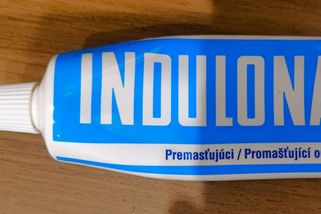 INDULONA
Premasťujúci / Promašťující o